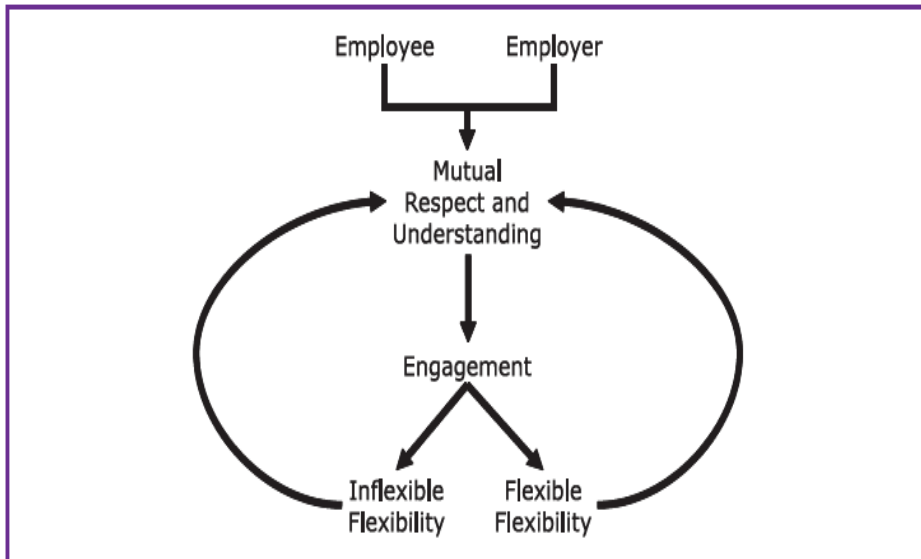 Employee Employer
Mutual
Respect and
Understanding
Engagement
Inflexible
Flexibility
Flexible
Flexibility